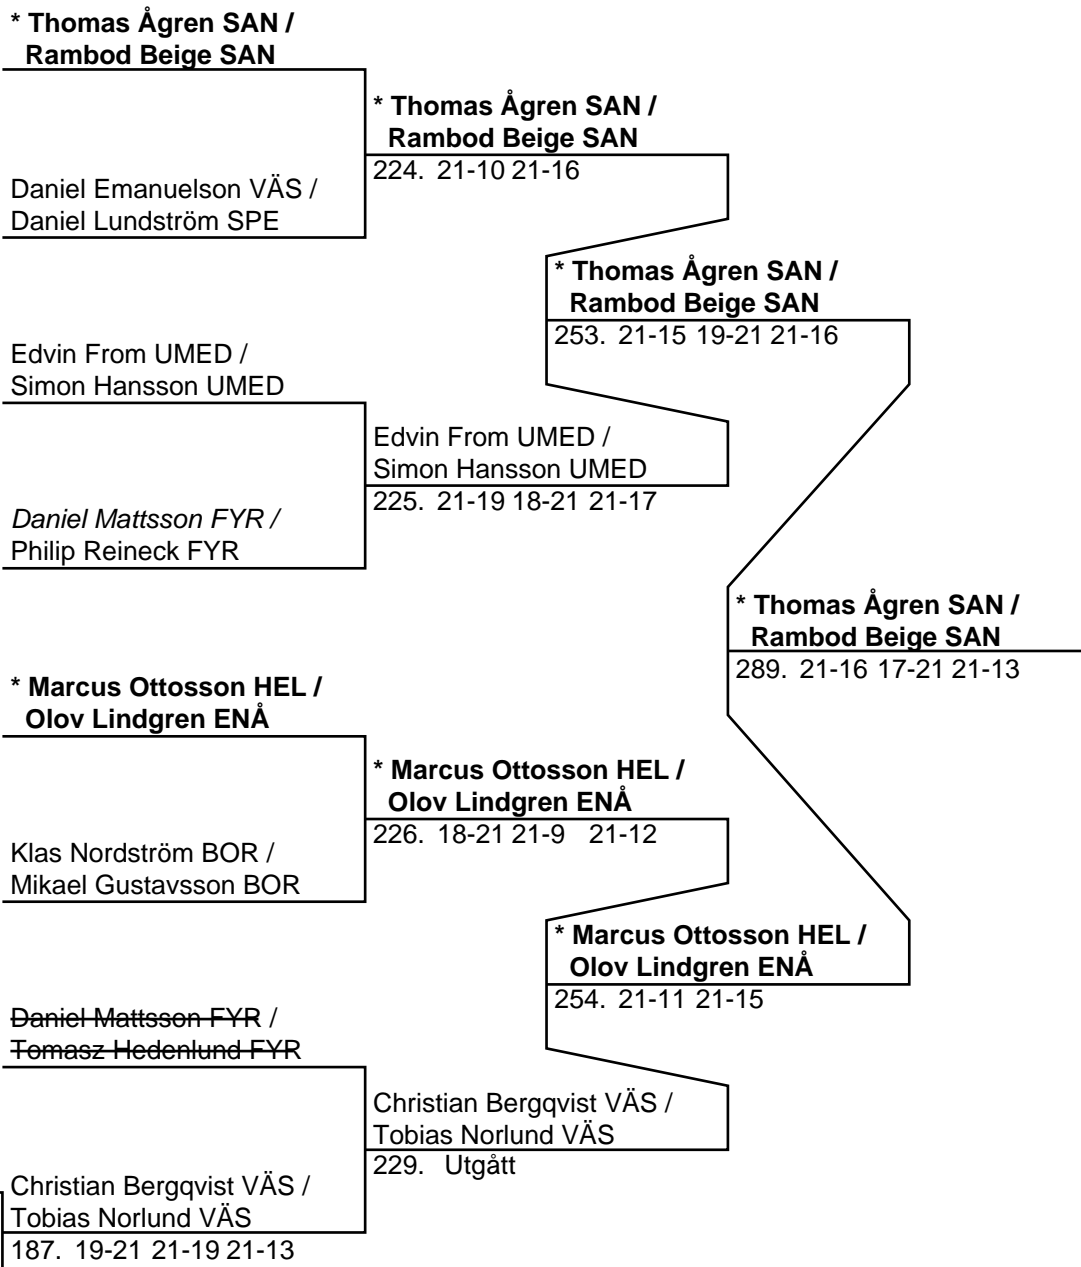 * Thomas Ågren SAN /
Rambod Beige SAN
* Thomas Ågren SAN /
Rambod Beige SAN
224. 21-10 21-16
Daniel Emanuelson VÄS /
Daniel Lundström SPE
* Thomas Ågren SAN /
Rambod Beige SAN
253. 21-15 19-21 21-16
Edvin From UMED /
Simon Hansson UMED
Edvin From UMED /
Simon Hansson UMED
225. 21-19 18-21 21-17
Daniel Mattsson FYR /
Philip Reineck FYR
* Thomas Ågren SAN /
Rambod Beige SAN
289. 21-16 17-21 21-13
* Marcus Ottosson HEL /
Olov Lindgren ENÅ
* Marcus Ottosson HEL /
Olov Lindgren ENÅ
226. 18-21 21-9 21-12
Klas Nordström BOR /
Mikael Gustavsson BOR
* Marcus Ottosson HEL /
Olov Lindgren ENÅ
254. 21-11 21-15
Daniel Mattsson FYR /
Tomasz Hedenlund FYR
Christian Bergqvist VÄS /
Tobias Norlund VÄS
229. Utgått
Christian Bergqvist VÄS /
Tobias Norlund VÄS
187. 19-21 21-19 21-13